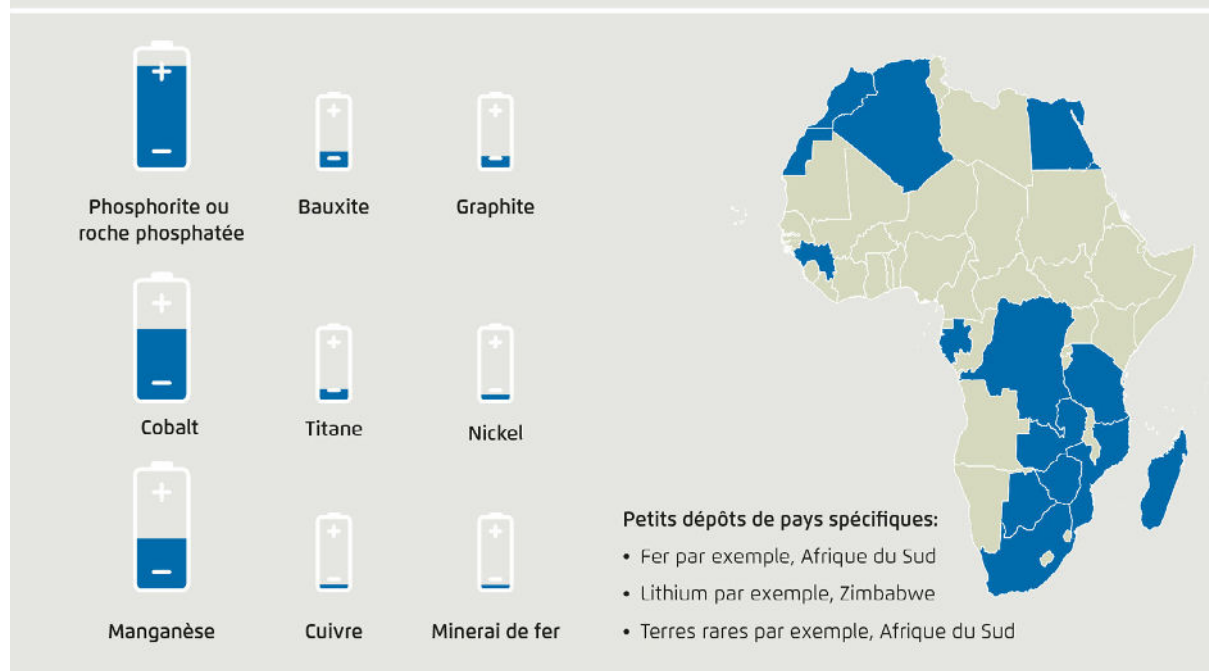 Phosphorite ou
roche phosphatée
Bauxite
Graphite
Cobalt
Titane
Nickel
Manganèse
Cuivre
Minerai de fer
Petits dépôts de pays spécifiques:
• Fer par exemple, Afrique du Sud
• Lithium par exemple, Zimbabwe
• Terres rares par exemple, Afrique du Sud